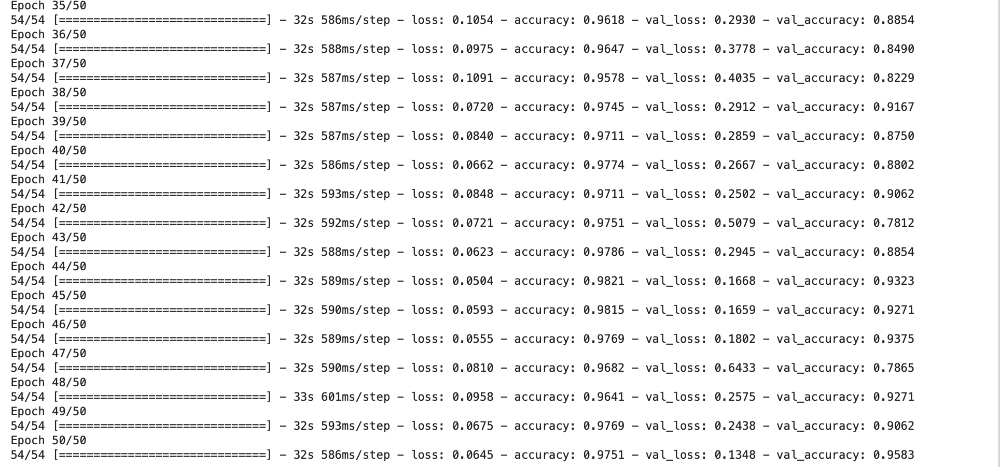 Epoch 35/50
54/54 [==============================] - 32s 586ms/step - loss: 0.1054 - accuracy: 0.9618 - val_loss: 0.2930 - val_accuracy: 0.8854
Epoch 36/50
54/54 [==============================] - 32s 588ms/step - loss: 0.0975 - accuracy: 0.9647 - val_loss: 0.3778 - val_accuracy: 0.8490
Epoch 37/50
54/54 [==============================] - 32s 587ms/step - loss: 0.1091 - accuracy: 0.9578 - val_loss: 0.4035 - val_accuracy: 0.8229
Epoch 38/50
54/54 [==============================] - 32s 587ms/step - loss: 0.0720 - accuracy: 0.9745 - val_loss: 0.2912 - val_accuracy: 0.9167
Epoch 39/50
54/54 [==============================] - 32s 587ms/step - loss: 0.0840 - accuracy: 0.9711 - val_loss: 0.2859 - val_accuracy: 0.8750
Epoch 40/50
54/54 [==============================] - 32s 586ms/step - loss: 0.0662 - accuracy: 0.9774 - val_loss: 0.2667 - val_accuracy: 0.8802
Epoch 41/50
54/54 [==============================] - 32s 593ms/step - loss: 0.0848 - accuracy: 0.9711 - val_loss: 0.2502 - val_accuracy: 0.9062
Epoch 42/50
54/54 [==============================] - 32s 592ms/step - loss: 0.0721 - accuracy: 0.9751 - val_loss: 0.5079 - val_accuracy: 0.7812
Epoch 43/50
54/54 [==============================] - 32s 588ms/step - loss: 0.0623 - accuracy: 0.9786 - val_loss: 0.2945 - val_accuracy: 0.8854
Epoch 44/50
54/54 [==============================] - 32s 589ms/step - loss: 0.0504 - accuracy: 0.9821 - val_loss: 0.1668 - val_accuracy: 0.9323
Epoch 45/50
54/54 [==============================] - 32s 590ms/step - loss: 0.0593 - accuracy: 0.9815 - val_loss: 0.1659 - val_accuracy: 0.9271
Epoch 46/50
54/54 [==============================] - 32s 589ms/step - loss: 0.0555 - accuracy: 0.9769 - val_loss: 0.1802 - val_accuracy: 0.9375
Epoch 47/50
54/54 [==============================] - 32s 590ms/step - loss: 0.0810 - accuracy: 0.9682 - val_loss: 0.6433 - val_accuracy: 0.7865
Epoch 48/50
54/54 [==============================] - 33s 601ms/step - loss: 0.0958 - accuracy: 0.9641 - val_loss: 0.2575 - val_accuracy: 0.9271
Epoch 49/50
54/54 [==============================] - 32s 593ms/step - loss: 0.0675 - accuracy: 0.9769 - val_loss: 0.2438 - val_accuracy: 0.9062
Epoch 50/50
54/54 [==============================] - 32s 586ms/step - loss: 0.0645 - accuracy: 0.9751 - val_loss: 0.1348 - val_accuracy: 0.9583